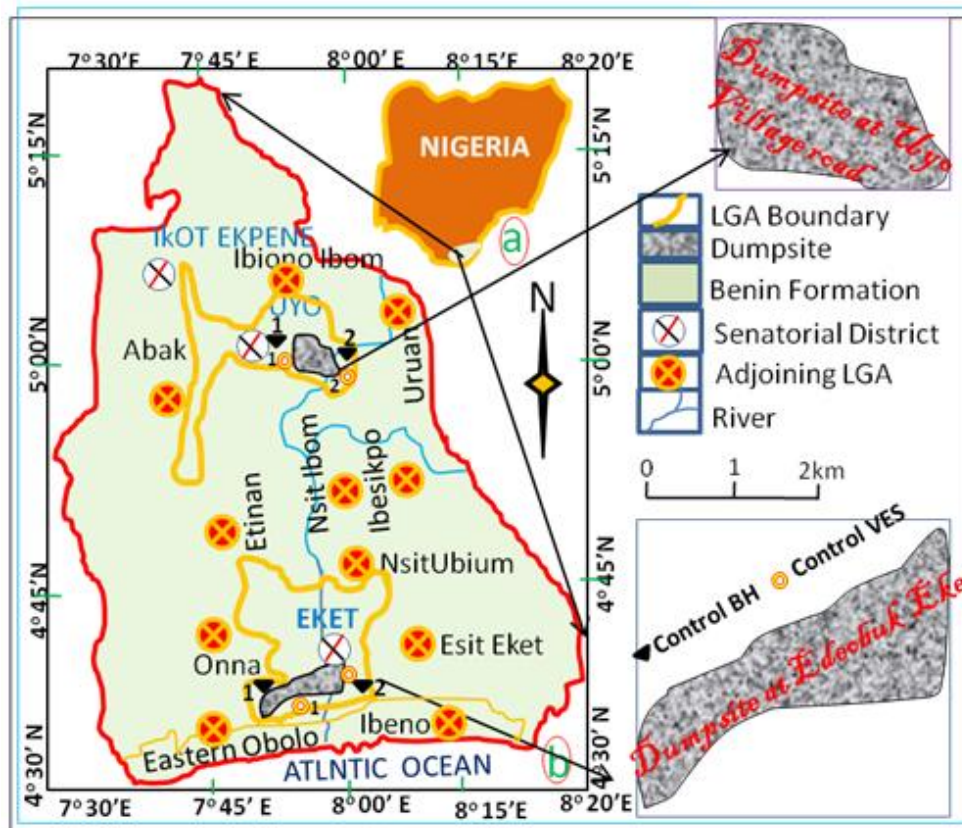 7°30'E 7°45'E 8°00'E 8°15'E 8°20'E
5°15'N
5°00'N
4°45'N
4°30'N
IkOT EKPENE
Ibiono Ibom
UYO
1
2
1
2
Abak
Uruan
Nsit Ibom
Ibesikpo
Etinan
NsitUbium
EKET
Esit Eket
Onna
1
2
1
Ibeno
Eastern Obolo
ATLNTIC OCEAN
NIGERIA
a
b
N
5°15'N
5°00'N
4°45'N
4°30'N
7°30'E 7°45'E 8°00'E 8°15'E 8°20'E
Dumpsite at Uyo
Village road
LGA Boundary
Dumpsite
Benin Formation
Senatorial District
Adjoining LGA
River
0 1 2km
Control BH
Control VES
Dumpsite at Edoobuk Eke